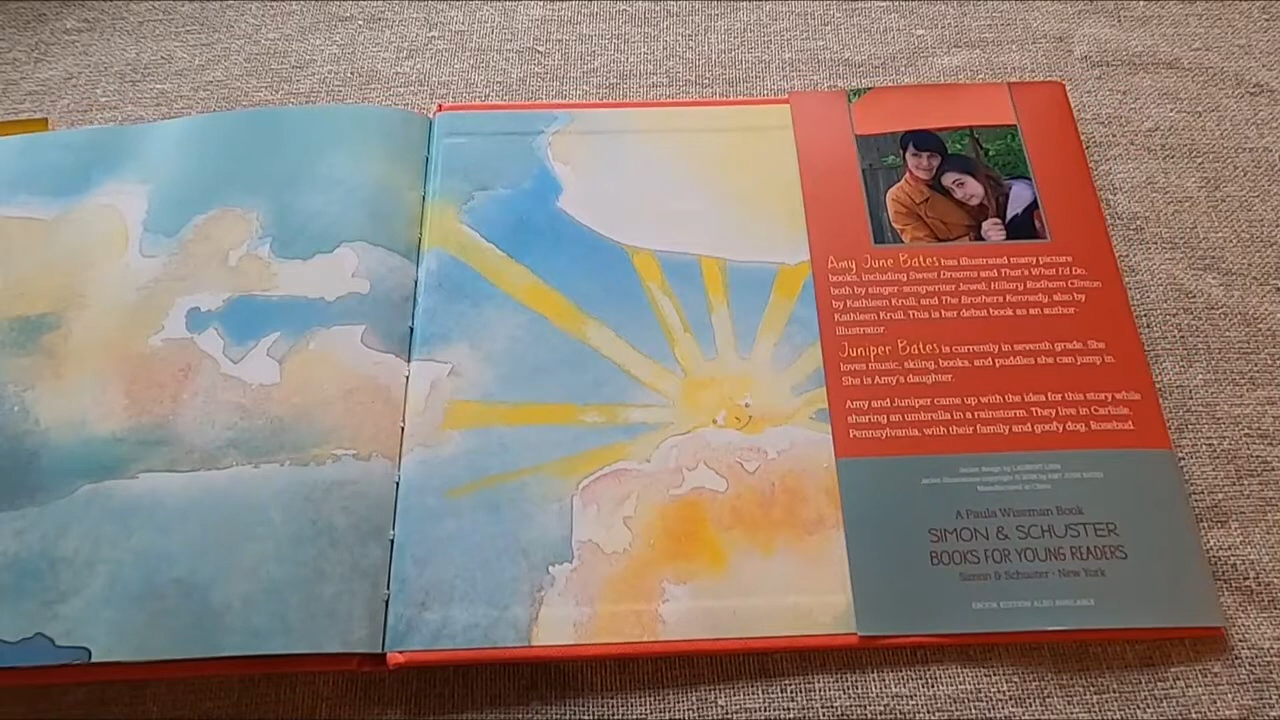 Amy June Bates has illustrated many picture
books, including Sweet Dreams and That's What I'd Do,
both by singer-songwriter Jewel; Hillary Rodham Clinton
by Kathleen Krull; and The Brothers Kennedy, also by
Kathleen Krull. This is her debut book as an author-
illustrator.
Juniper Bates is currently in seventh grade. She
loves music, skiing, books, and puddles she can jump in.
She is Amy's daughter.
Amy and Juniper came up with the idea for this story while
sharing an umbrella in a rainstorm. They live in Carlisle,
Pennsylvania, with their family and goofy dog, Rosebud.
Jacket design by LAURENT LINN
Jacket illustrations copyright © 2018 by AMY JUNE BATES
Manufactured in China
A Paula Wiseman Book
SIMON & SCHUSTER
BOOKS FOR YOUNG READERS
Simon & Schuster • New York
EBOOK EDITION ALSO AVAILABLE